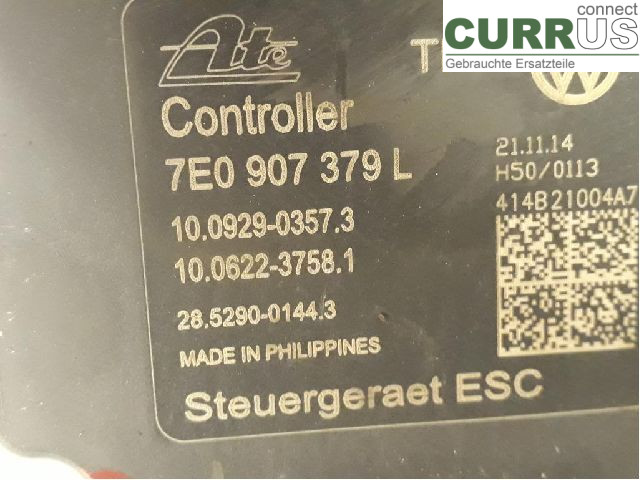 connect
CURRUS
Gebrauchte Ersatzteile
Ate
T
Controller
7E0 907 379 L
21.11.14
H50/0113
414B21004A7
10.0929-0357.3
10.0622-3758.1
28.5290-0144.3
MADE IN PHILIPPINES
Steuergeraet ESC